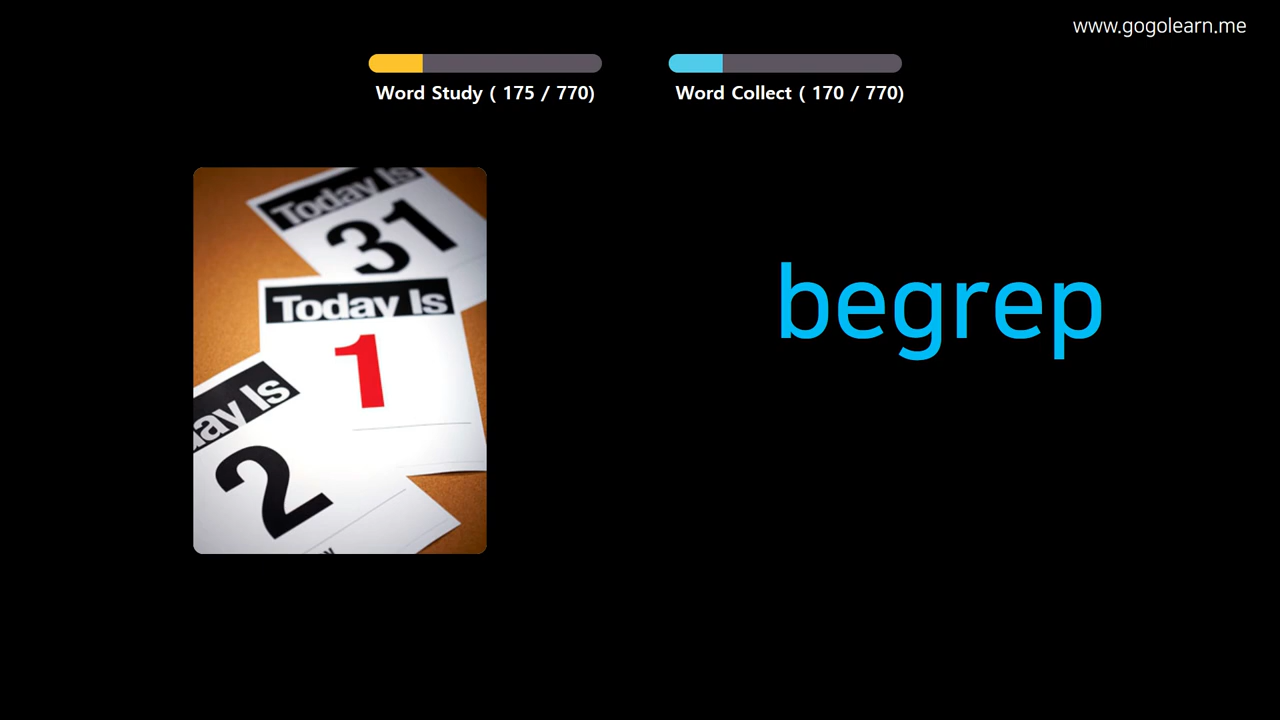 www.gogolearn.me
Word Study ( 175 / 770)
Word Collect ( 170 / 770)
Today Is
31
Today Is
1
day Is
2
begrep